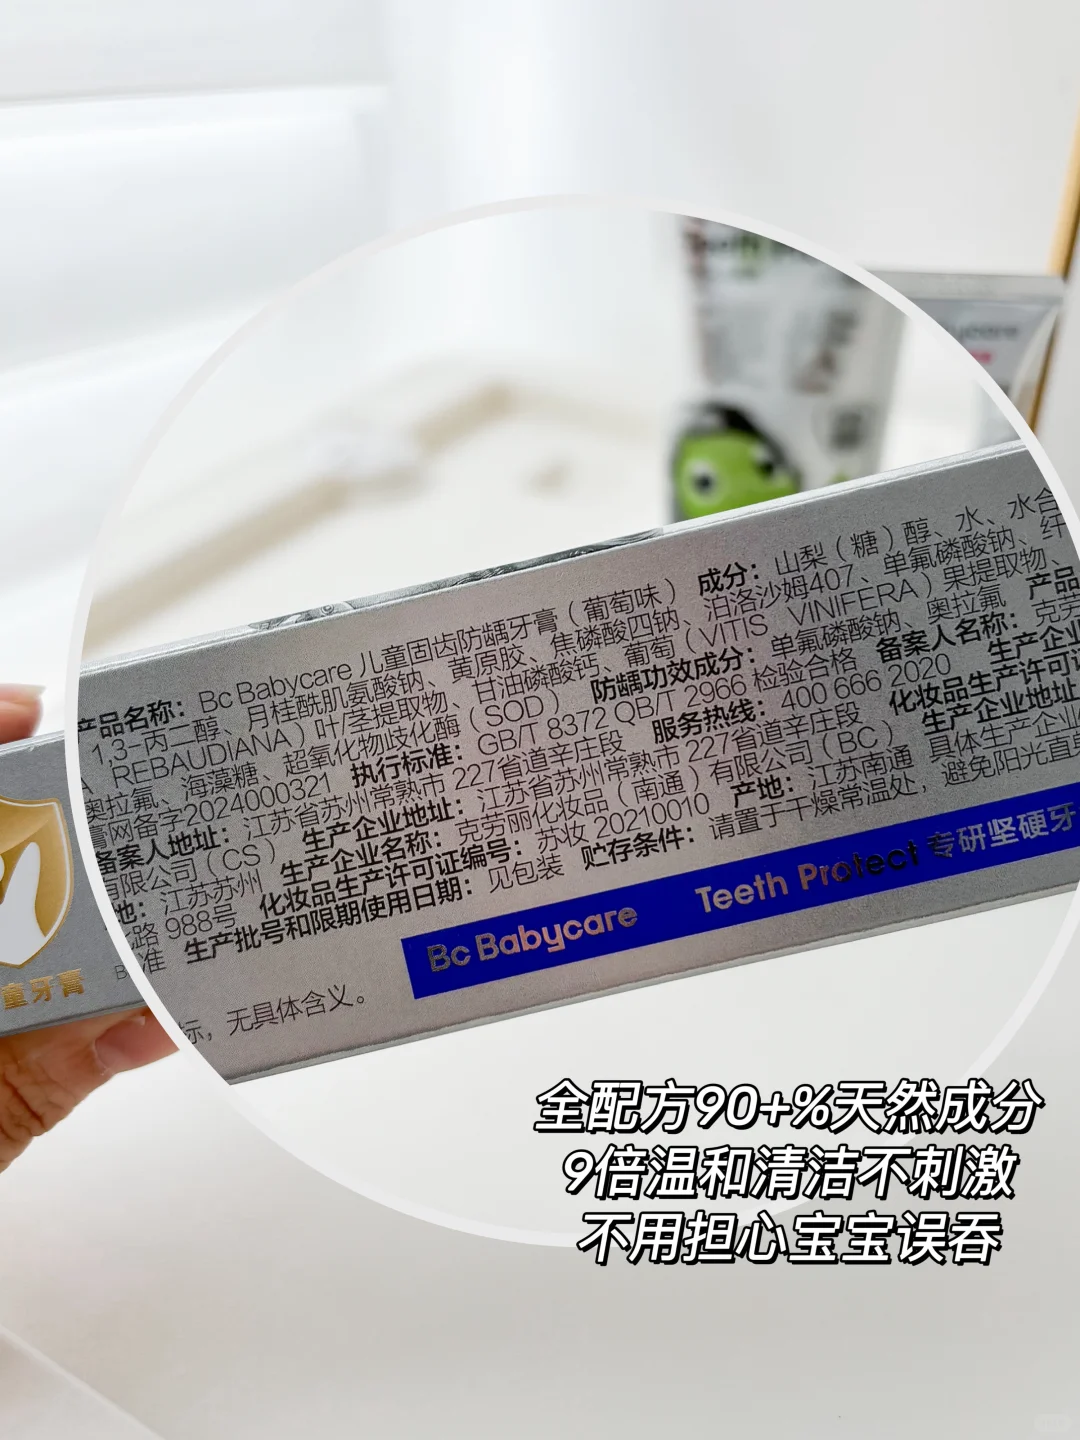 产品名称：Bc Babycare 儿童固齿防龋牙膏（葡萄味） 成分：山梨（糖）醇、水、水合
1,3-丙二醇、月桂酰肌氨酸钠、黄原胶、焦磷酸四钠、泊洛沙姆407、单氟磷酸钠、纤
A REBAUDIANA）叶/茎提取物、甘油磷酸钙、葡萄（VITIS VINIFERA）果提取物、
奥拉氟、海藻糖、超氧化物歧化酶（SOD） 防龋功效成分：单氟磷酸钠、奥拉氟 产品
膏网备字2024000321 执行标准：GB/T 8372 QB/T 2966 检验合格 备案人名称：克劳
备案人地址：江苏省苏州常熟市 227省道辛庄段 服务热线：400 666 2020 生产企业
有限公司（CS） 生产企业地址：江苏省苏州常熟市 227省道辛庄段 化妆品生产许可证
地：江苏苏州 生产企业名称：克劳丽化妆品（南通）有限公司（BC） 生产企业地址
路 988号 化妆品生产许可证编号：苏妆 20210010 产地：江苏南通 具体生产企业
准 生产批号和限期使用日期：见包装 贮存条件：请置于干燥常温处，避免阳光直
Bc Babycare Teeth Protect 专研坚硬牙
标，无具体含义。
童牙膏
全配方90+%天然成分
9倍温和清洁不刺激
不用担心宝宝误吞